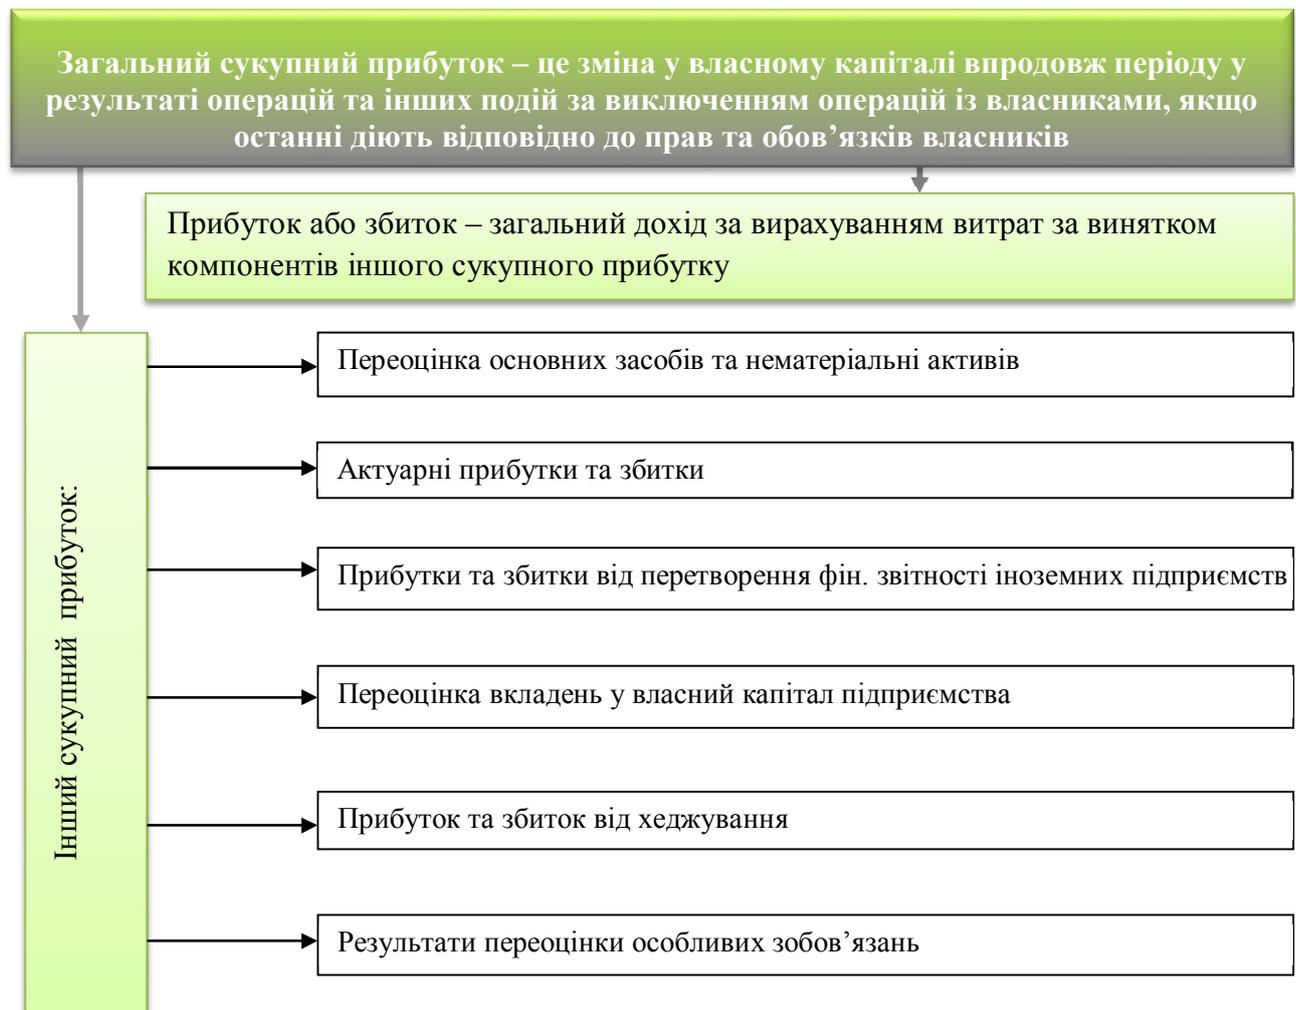 Загальний сукупний прибуток – це зміна у власному капіталі впродовж періоду у
результаті операцій та інших подій за виключенням операцій із власниками, якщо
останні діють відповідно до прав та обов’язків власників
Прибуток або збиток – загальний дохід за вирахуванням витрат за винятком
компонентів іншого сукупного прибутку
Інший сукупний прибуток:
Переоцінка основних засобів та нематеріальні активів
Актуарні прибутки та збитки
Прибутки та збитки від перетворення фін. звітності іноземних підприємств
Переоцінка вкладень у власний капітал підприємства
Прибуток та збиток від хеджування
Результати переоцінки особливих зобов’язань